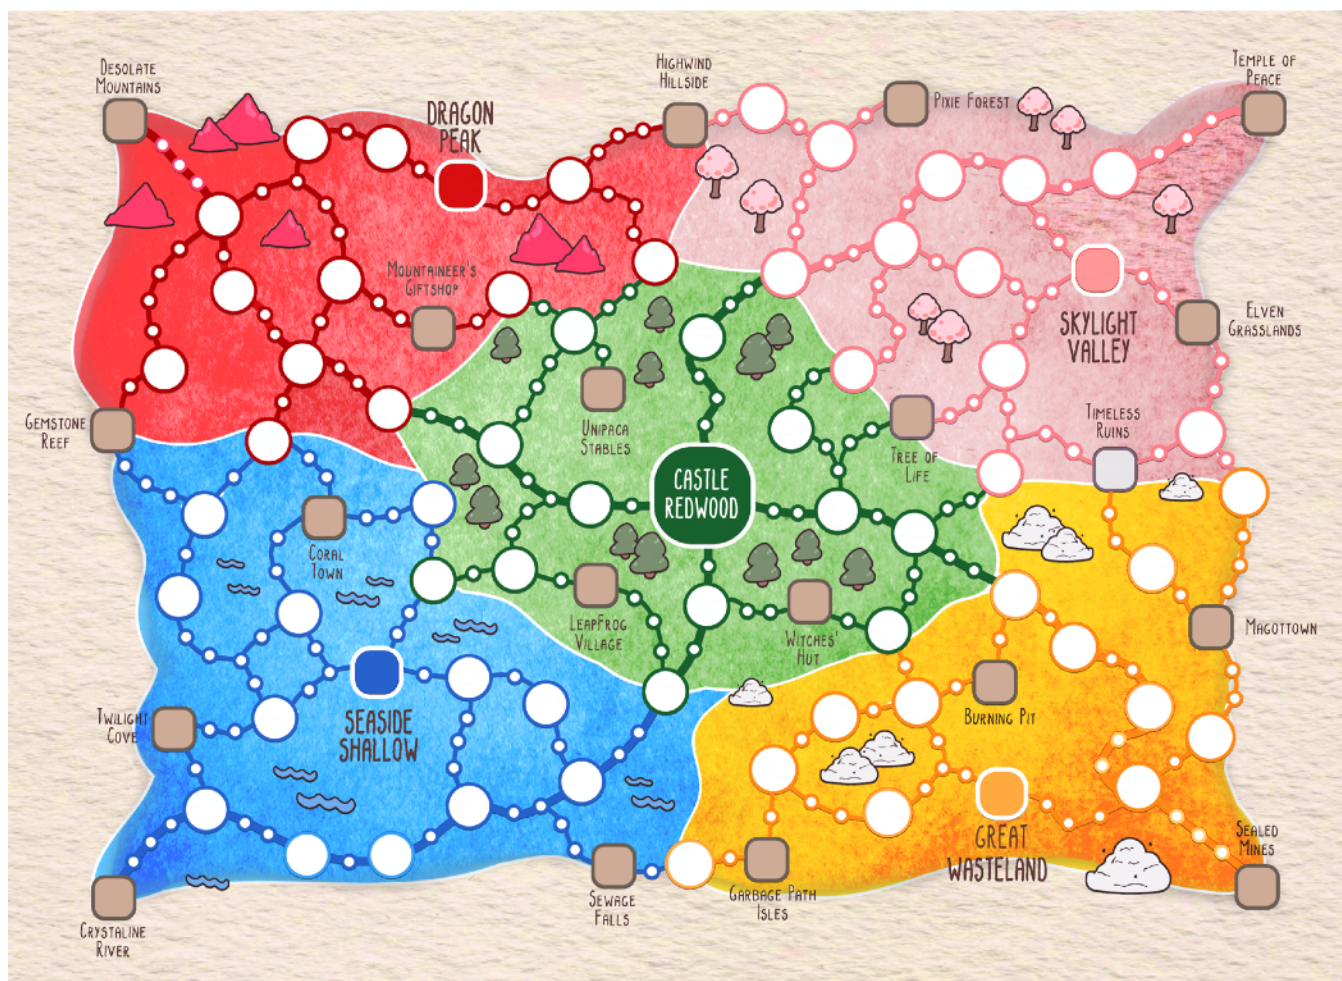 DESOLATE
MOUNTAINS
HIGHWIND
HILLSIDE
TEMPLE OF
PEACE
DRAGON
PEAK
PIXIE FOREST
MOUNTAINEER'S
GIFTSHOP
SKYLIGHT
VALLEY
ELVEN
GRASSLANDS
GEMSTONE
REEF
UNIPACA
STABLES
TREE OF
LIFE
TIMELESS
RUINS
CASTLE
REDWOOD
CORAL
TOWN
LEAPFROG
VILLAGE
WITCHES'
HUT
MAGOTTOWN
TWILIGHT
COVE
SEASIDE
SHALLOW
BURNING PIT
GREAT
WASTELAND
SEALED
MINES
SEWAGE
FALLS
GARBAGE PATH
ISLES
CRYSTALINE
RIVER